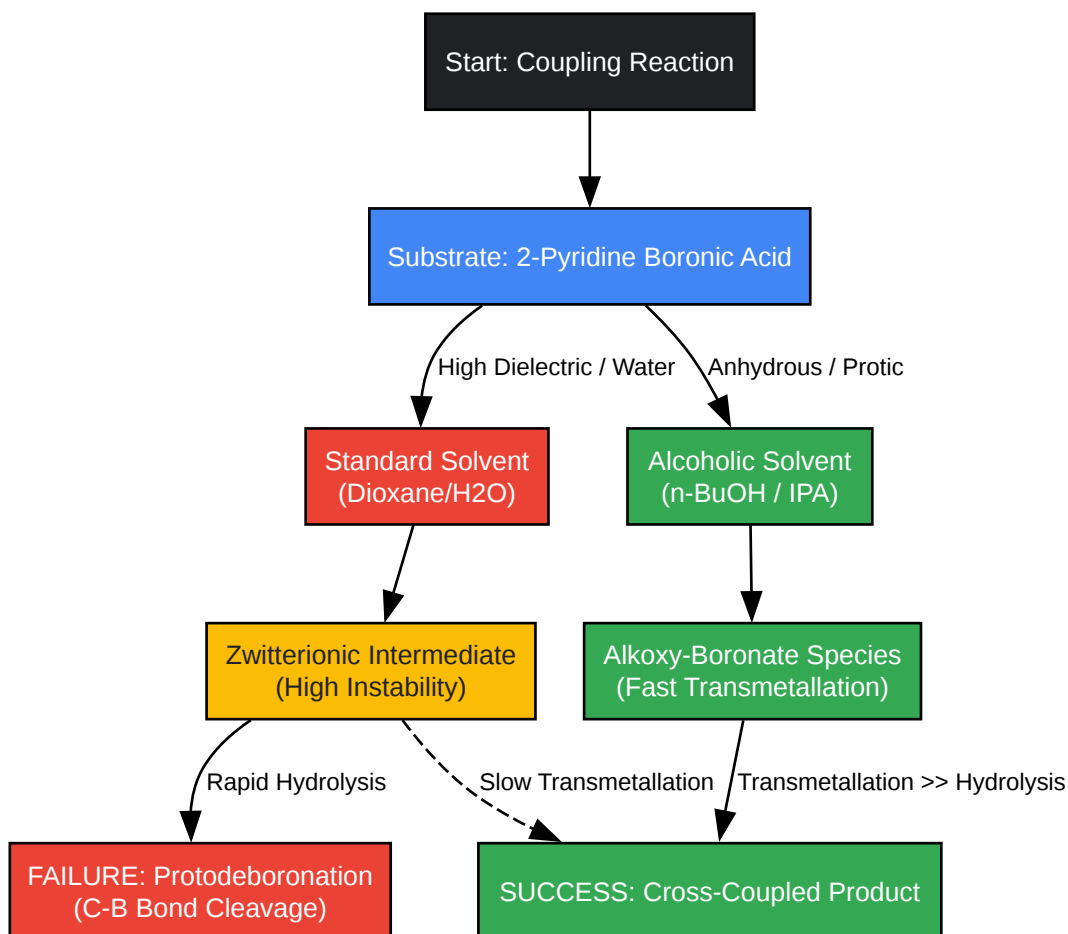 Start: Coupling Reaction
Substrate: 2-Pyridine Boronic Acid
High Dielectric / Water
Anhydrous / Protic
Standard Solvent
(Dioxane/H2O)
Alcoholic Solvent
(n-BuOH / IPA)
Zwitterionic Intermediate
(High Instability)
Alkoxy-Boronate Species
(Fast Transmetallation)
Rapid Hydrolysis
Slow Transmetallation
Transmetallation >> Hydrolysis
FAILURE: Protodeboronation
(C-B Bond Cleavage)
SUCCESS: Cross-Coupled Product